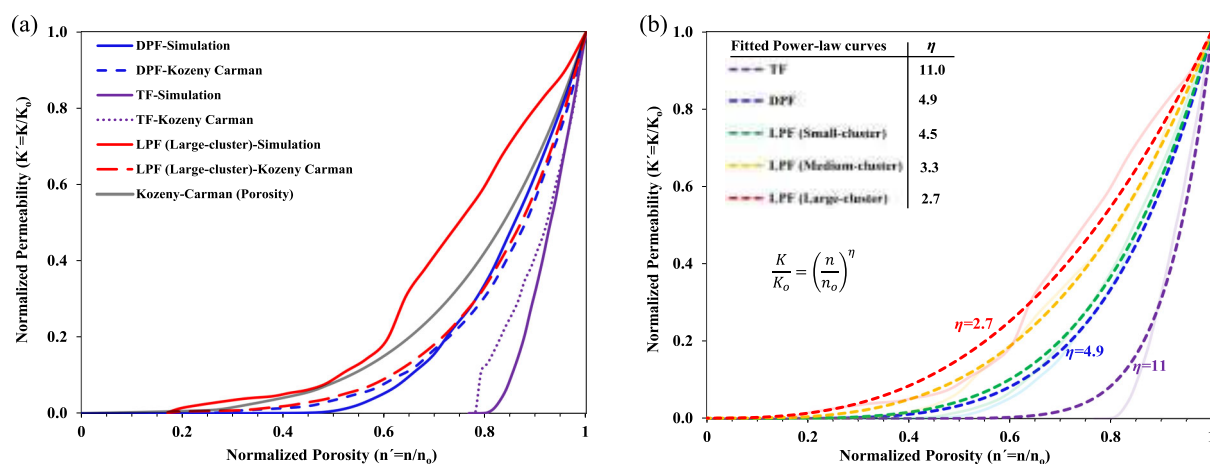 (a)
Normalized Permeability (K´=K/K₀)
1.0
0.8
0.6
0.4
0.2
0.0
DPF-Simulation
DPF-Kozeny Carman
TF-Simulation
TF-Kozeny Carman
LPF (Large-cluster)-Simulation
LPF (Large-cluster)-Kozeny Carman
Kozeny-Carman (Porosity)
0.2
0.4
0.6
0.8
1
Normalized Porosity (n´=n/n₀)
(b)
Normalized Permeability (K´=K/K₀)
1.0
0.8
0.6
0.4
0.2
0.0
Fitted Power-law curves η
TF 11.0
DPF 4.9
LPF (Small-cluster) 4.5
LPF (Medium-cluster) 3.3
LPF (Large-cluster) 2.7
K/Kₒ = (n/nₒ)^η
η=2.7
η=4.9
η=11
0
0.2
0.4
0.6
0.8
1
Normalized Porosity (n´=n/n₀)